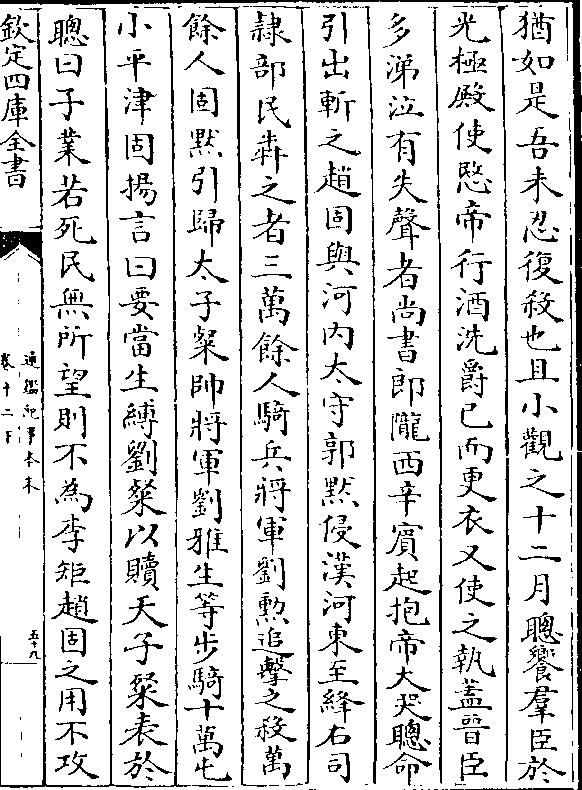 猶如是吾未忍復殺也且小觀之十二月聰饗羣臣於
光極殿使愍帝行酒洗爵已而更衣又使之執蓋晉臣
多涕泣有失聲者尚書郎隴西辛賓起抱帝大哭聰命
引出斬之趙固與河內太守郭默侵漢河東至絳右司
隸部民犇之者三萬餘人騎兵將軍劉勲追擊之殺萬
餘人固默引歸太子粲帥將軍劉雅生等步騎十萬屯
小平津固揚言曰要當生縛劉粲以贖天子粲表於
聰曰子業若死民無所望則不為李矩趙固之用不攻
欽定四庫全書
通鑑紀事本末
卷十二下
五十九